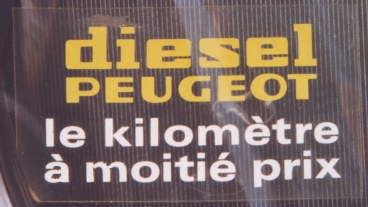 diesel
PEUGEOT
le kilomètre
à moitié prix